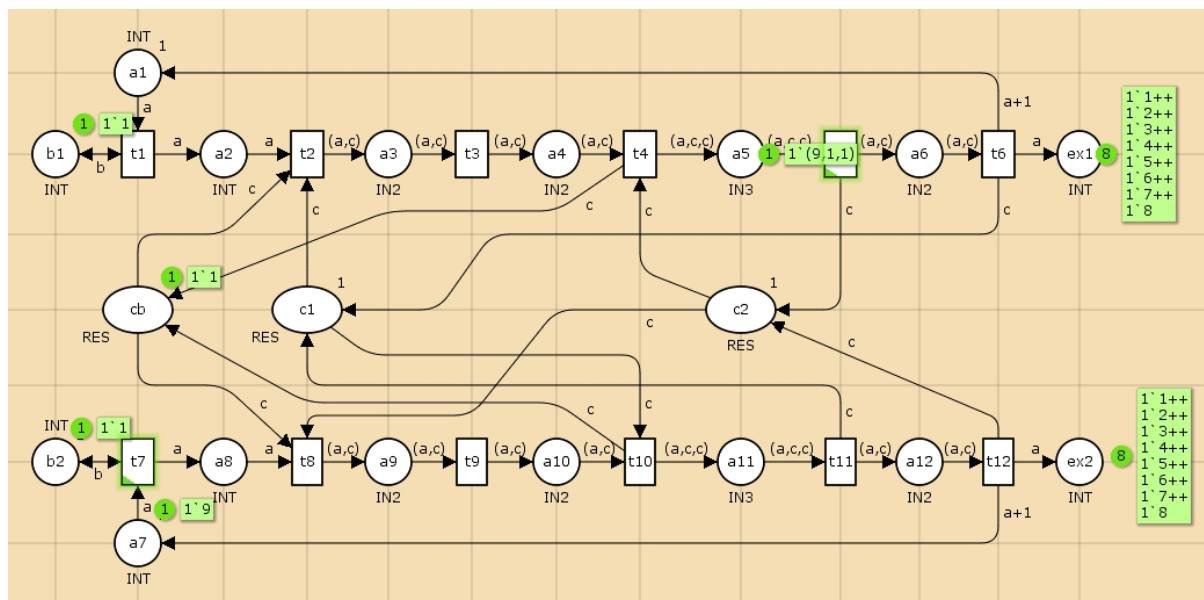 INT
1
a1
a
a+1
1`1++
1`2++
1`3++
1`4++
1`5++
1`6++
1`7++
1`8
1 1`1
b1 b t1 a a2 a t2 (a,c) a3 (a,c) t3 (a,c) a4 (a,c) t4 (a,c,c) a5 1 1`(9,1,1) (a,c) a6 (a,c) t6 a ex1 8
INT INT IN2 IN2 IN3 IN2 INT
c c c c c c
1 1`1 1 1
cb c1 c2
RES RES RES
c
c
c c c c
INT 1 1`1
b2 b t7 a a8 a t8 (a,c) a9 (a,c) t9 (a,c) a10 (a,c) t10 (a,c,c) a11 (a,c,c) t11 (a,c) a12 (a,c) t12 a ex2 8
INT IN2 IN2 IN3 IN2 INT
1`1++
1`2++
1`3++
1`4++
1`5++
1`6++
1`7++
1`8
a 1 1`9
a+1
a7
INT